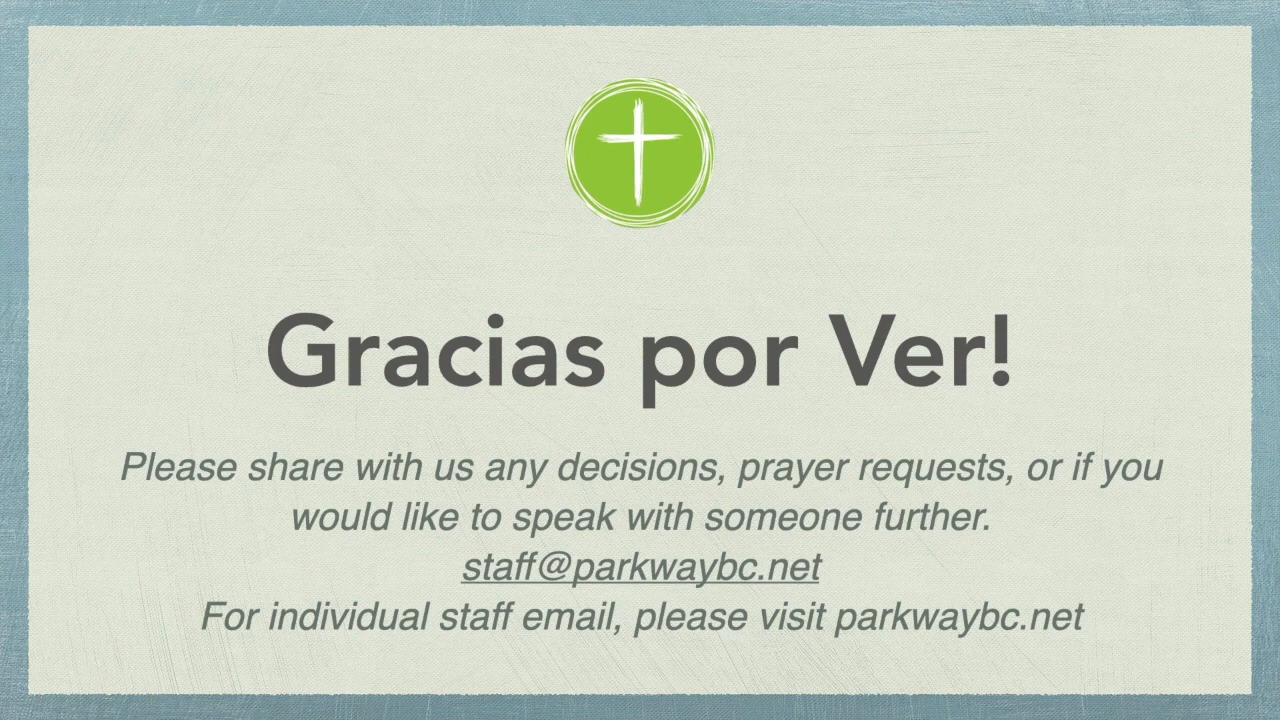 Gracias por Ver!
Please share with us any decisions, prayer requests, or if you
would like to speak with someone further.
staff@parkwaybc.net
For individual staff email, please visit parkwaybc.net